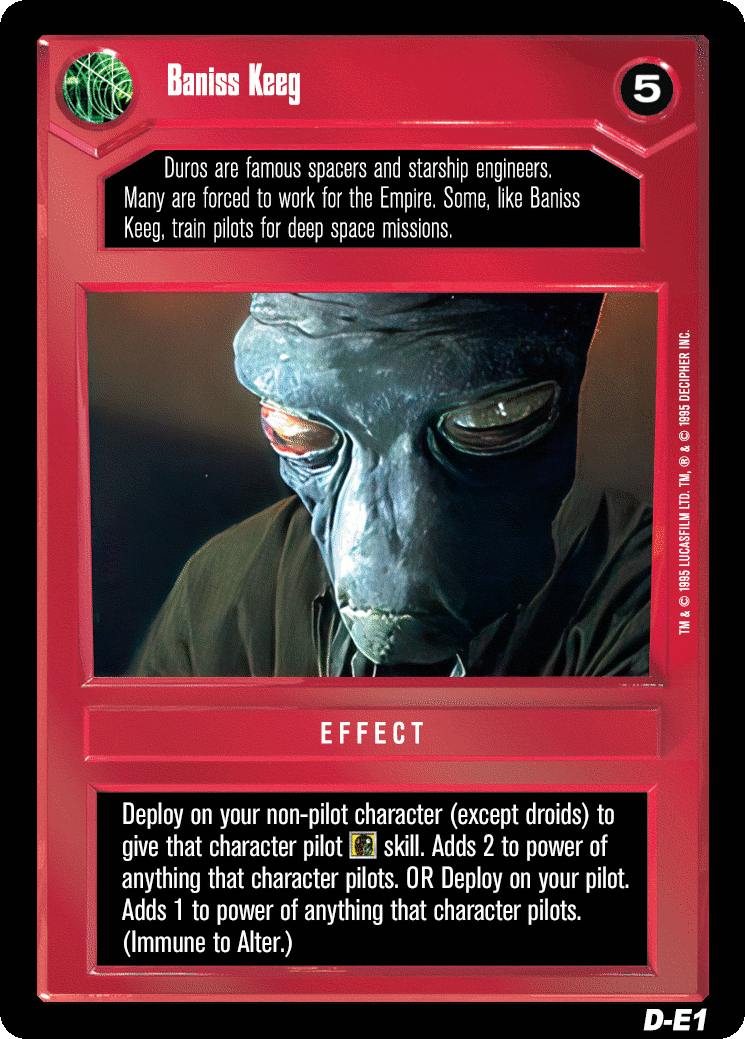 Baniss Keeg
5
Duros are famous spacers and starship engineers.
Many are forced to work for the Empire. Some, like Baniss
Keeg, train pilots for deep space missions.
TM & © 1995 LUCASFILM LTD. TM, ® & © 1995 DECIPHER INC.
EFFECT
Deploy on your non-pilot character (except droids) to
give that character pilot skill. Adds 2 to power of
anything that character pilots. OR Deploy on your pilot.
Adds 1 to power of anything that character pilots.
(Immune to Alter.)
D-E1